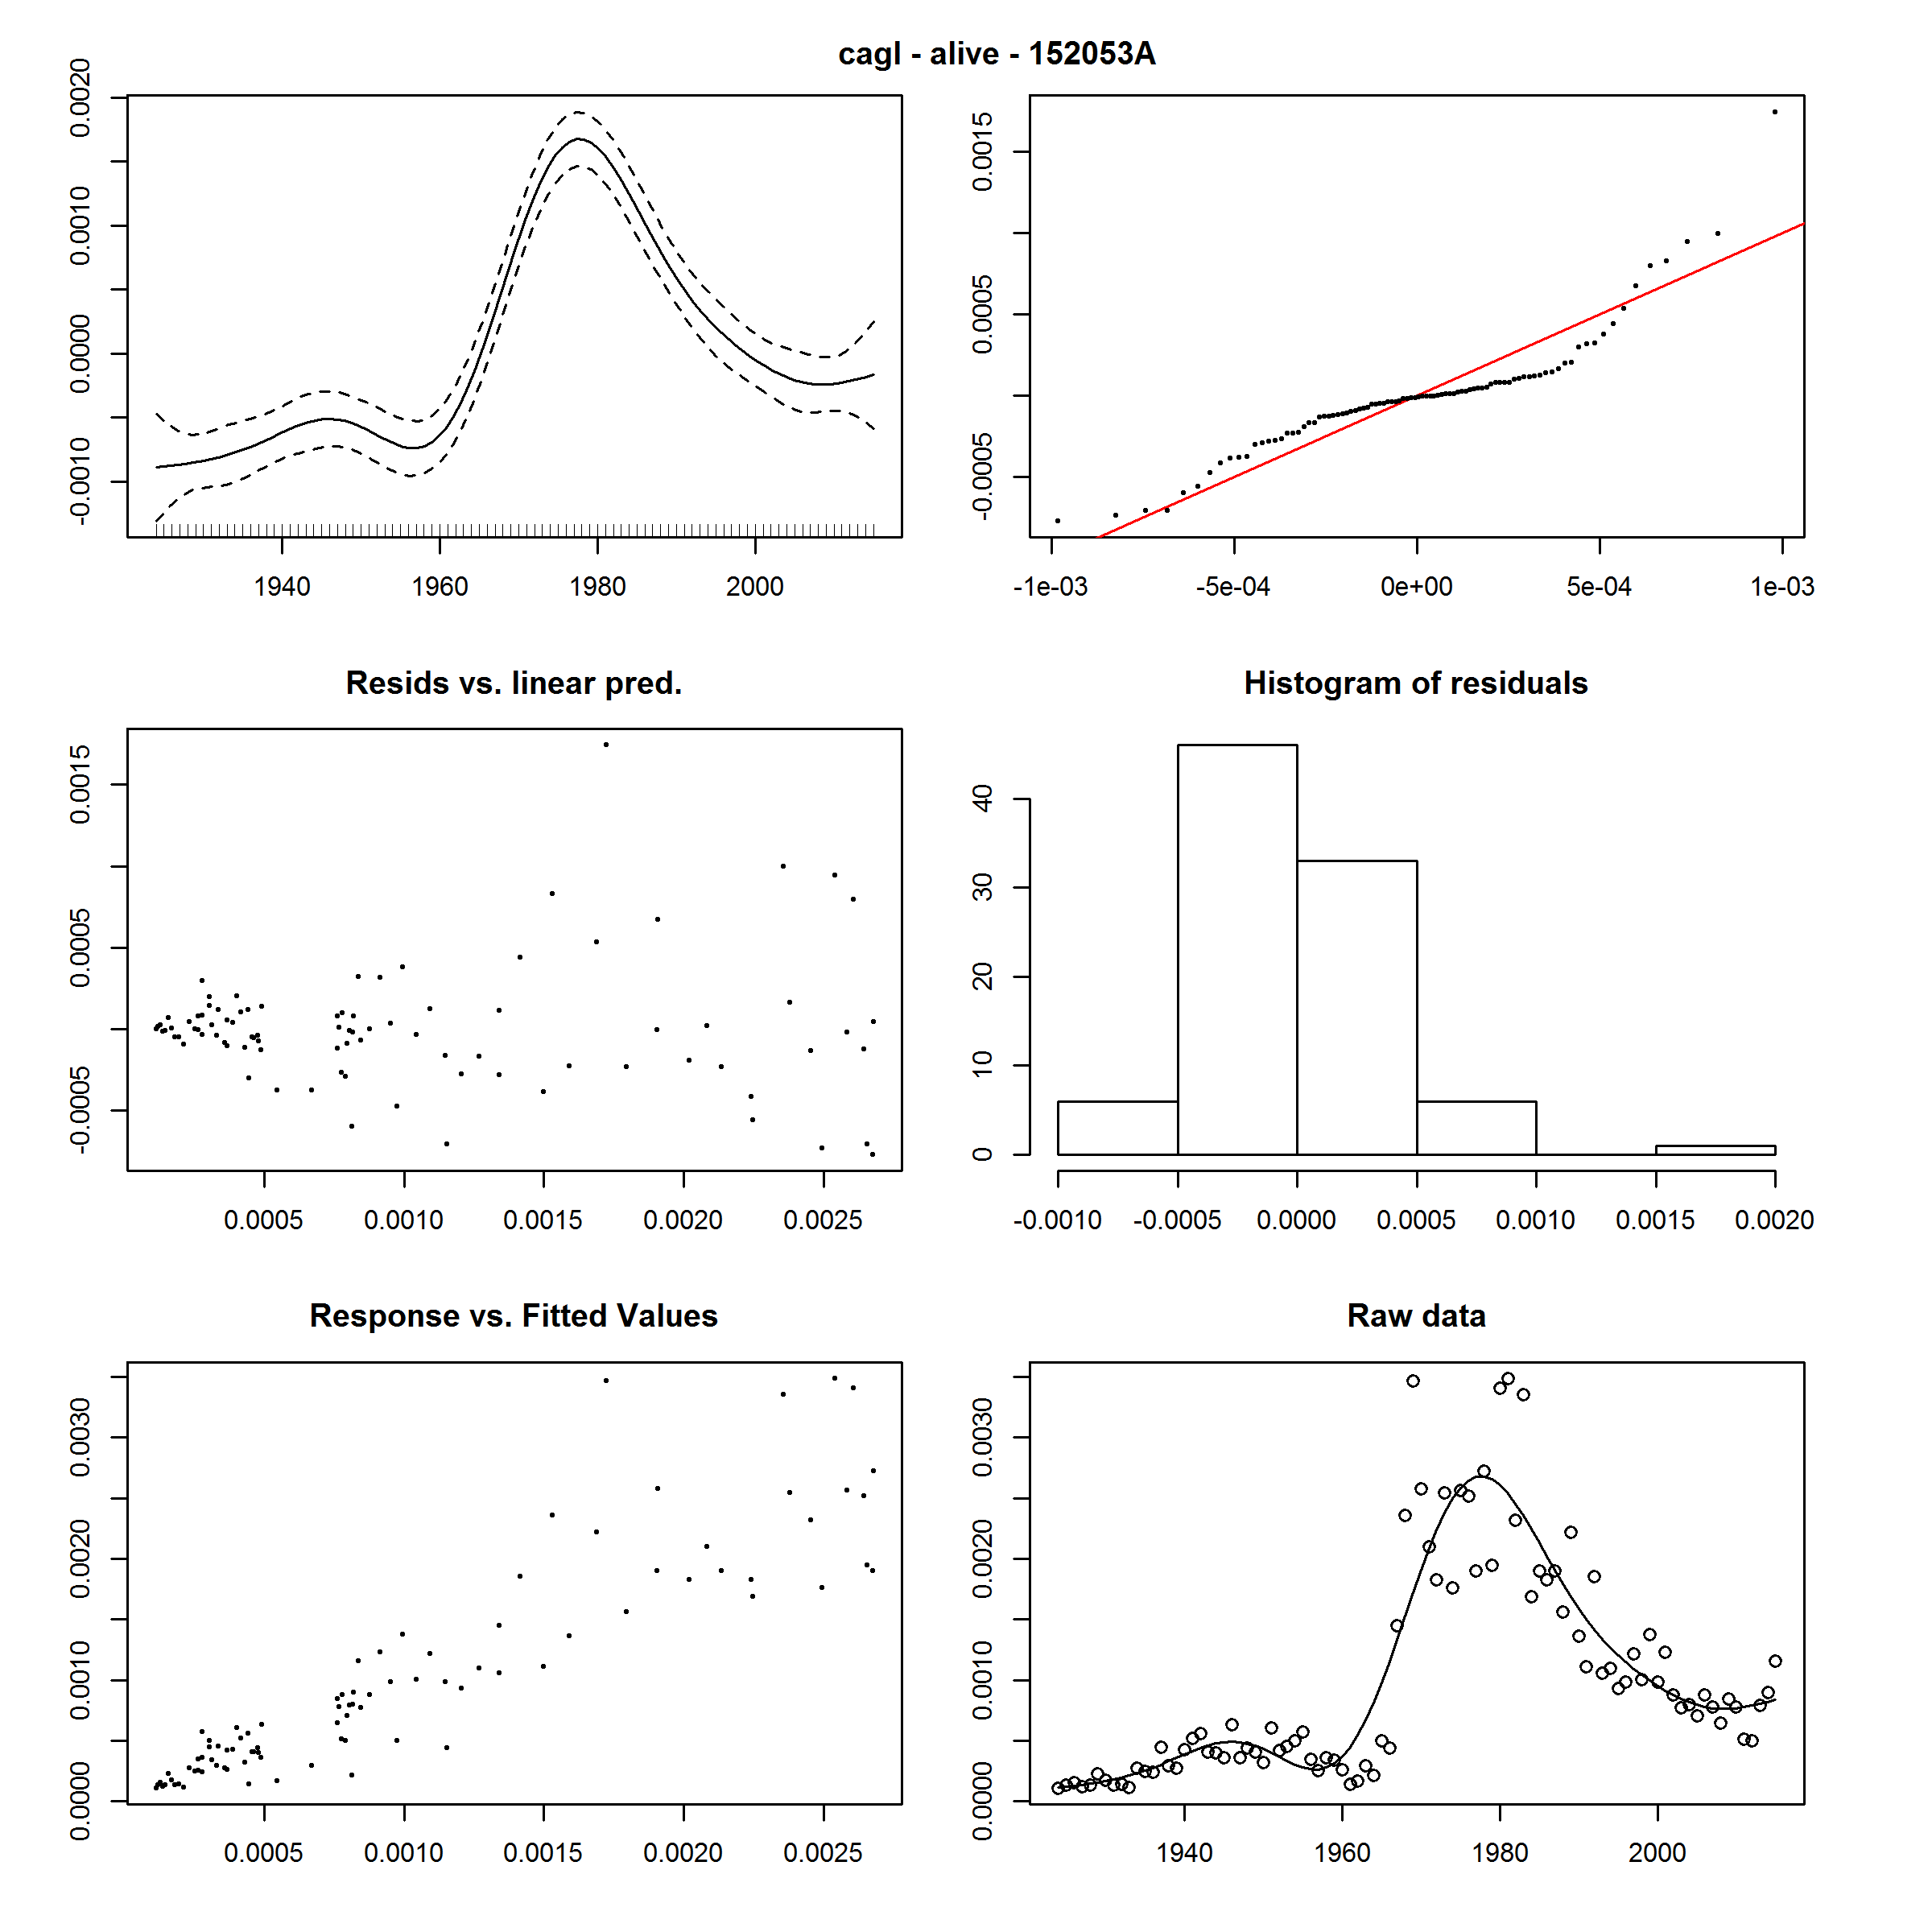 cagl - alive - 152053A
0.0020
0.0010
0.0000
-0.0010
1940 1960 1980 2000
0.0015
0.0005
-0.0005
-1e-03 -5e-04 0e+00 5e-04 1e-03
Resids vs. linear pred.
0.0015
0.0005
-0.0005
0.0005 0.0010 0.0015 0.0020 0.0025
Histogram of residuals
40
30
20
10
0
-0.0010 -0.0005 0.0000 0.0005 0.0010 0.0015 0.0020
Response vs. Fitted Values
0.0030
0.0020
0.0010
0.0000
0.0005 0.0010 0.0015 0.0020 0.0025
Raw data
0.0030
0.0020
0.0010
0.0000
1940 1960 1980 2000